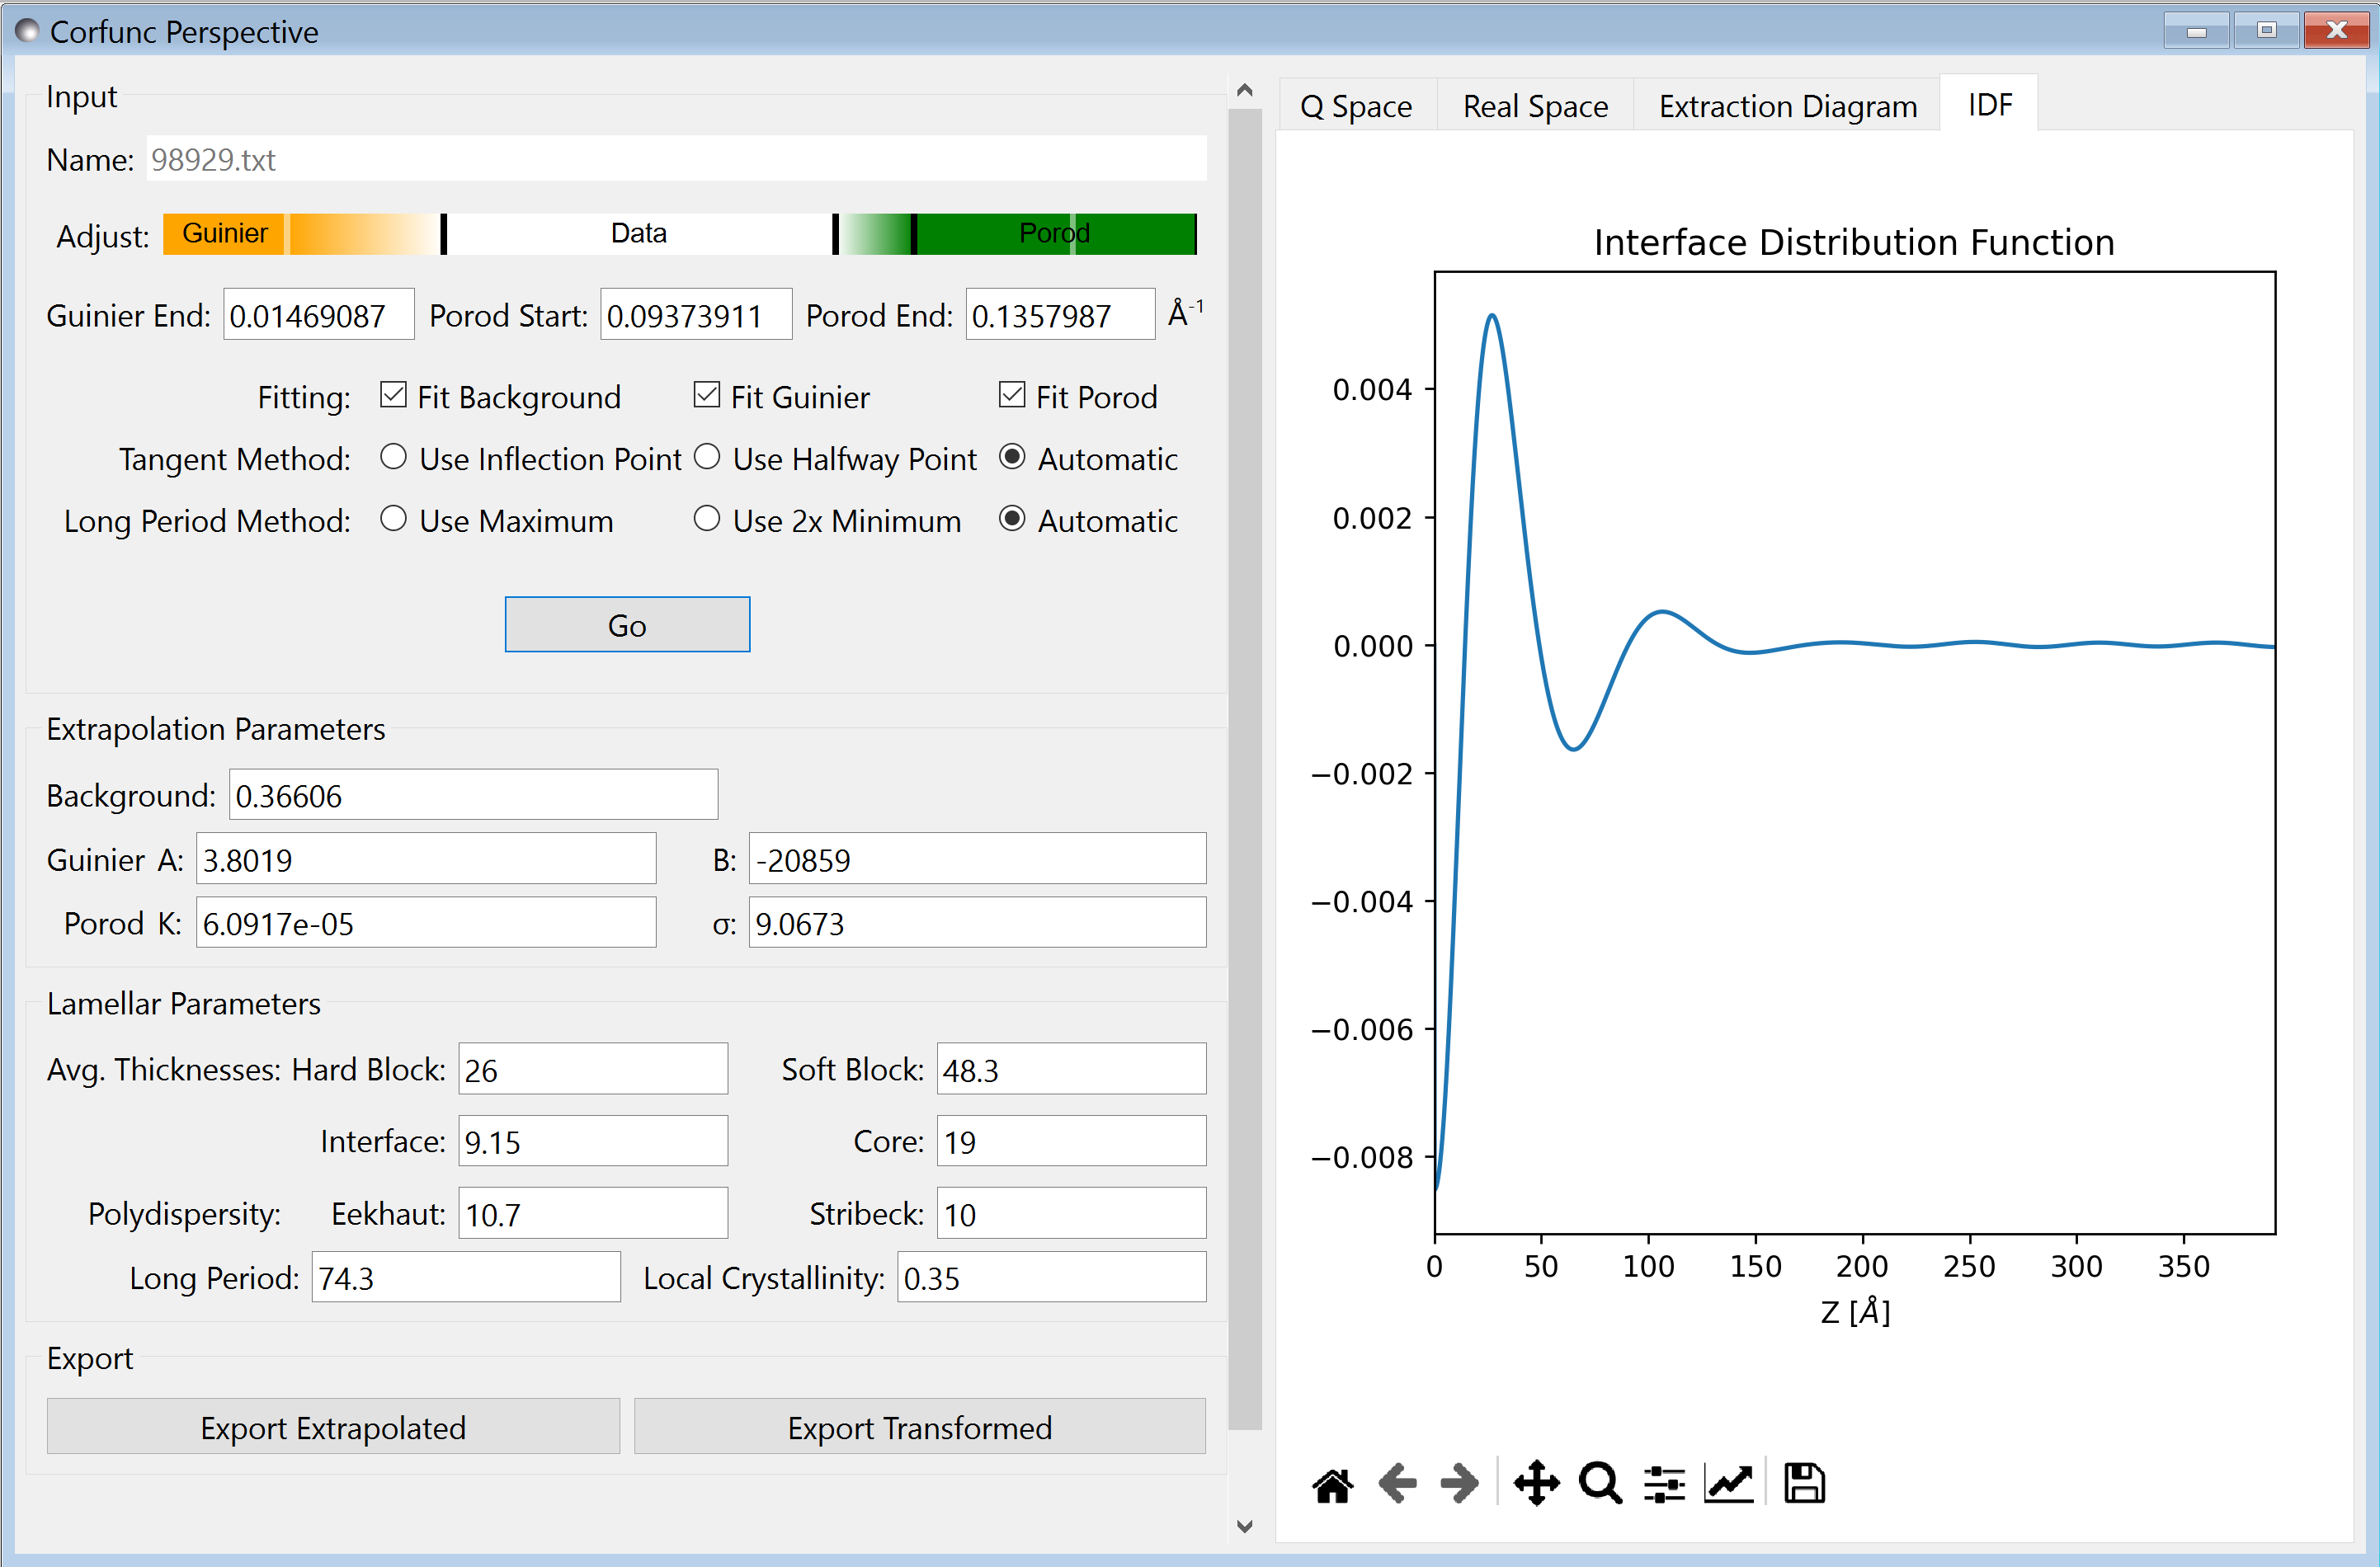 Corfunc Perspective
Input
Name: 98929.txt
Adjust: Guinier Data Porod
Guinier End: 0.01469087 Porod Start: 0.09373911 Porod End: 0.1357987 Å-1
Fitting: Fit Background Fit Guinier Fit Porod
Tangent Method: Use Inflection Point Use Halfway Point Automatic
Long Period Method: Use Maximum Use 2x Minimum Automatic
Go
Extrapolation Parameters
Background: 0.36606
Guinier A: 3.8019 B: -20859
Porod K: 6.0917e-05 σ: 9.0673
Lamellar Parameters
Avg. Thicknesses: Hard Block: 26 Soft Block: 48.3
Interface: 9.15 Core: 19
Polydispersity: Eekhaut: 10.7 Stribeck: 10
Long Period: 74.3 Local Crystallinity: 0.35
Export
Export Extrapolated Export Transformed
Q Space Real Space Extraction Diagram IDF
Interface Distribution Function
0.004
0.002
0.000
−0.002
−0.004
−0.006
−0.008
0 50 100 150 200 250 300 350
Z [Å]